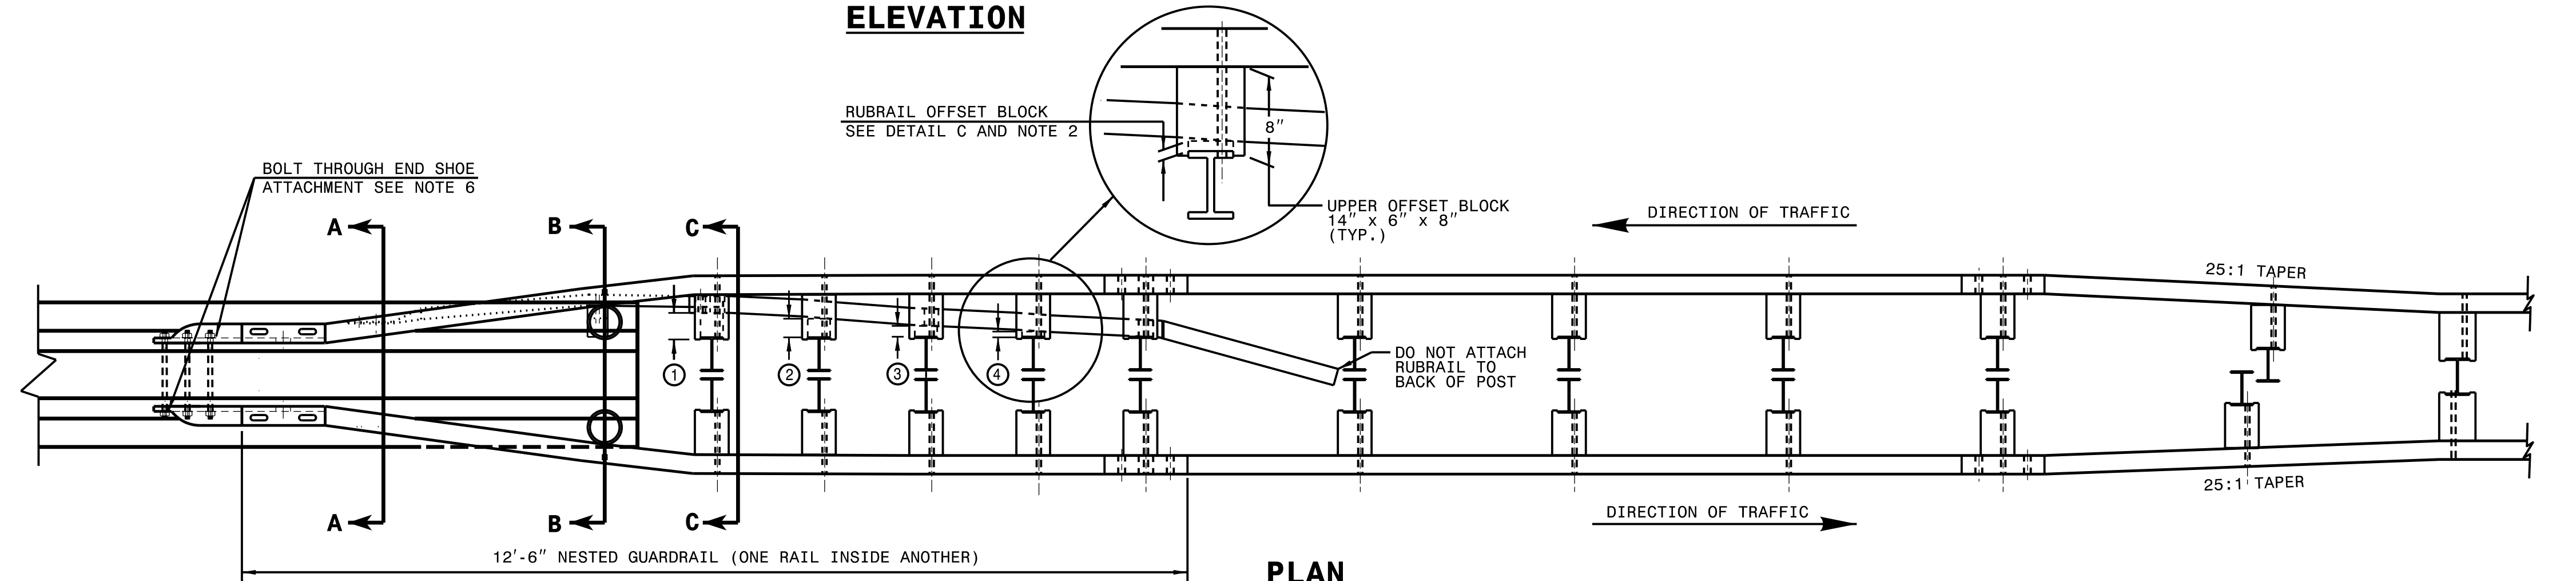 ELEVATION
RUBRAIL OFFSET BLOCK
SEE DETAIL C AND NOTE 2
8"
BOLT THROUGH END SHOE
ATTACHMENT SEE NOTE 6
UPPER OFFSET BLOCK
14" x 6" x 8"
(TYP.)
DIRECTION OF TRAFFIC
A
B
C
25:1 TAPER
1
2
3
4
DO NOT ATTACH
RUBRAIL TO
BACK OF POST
25:1 TAPER
A
B
C
DIRECTION OF TRAFFIC
12'-6" NESTED GUARDRAIL (ONE RAIL INSIDE ANOTHER)
PLAN